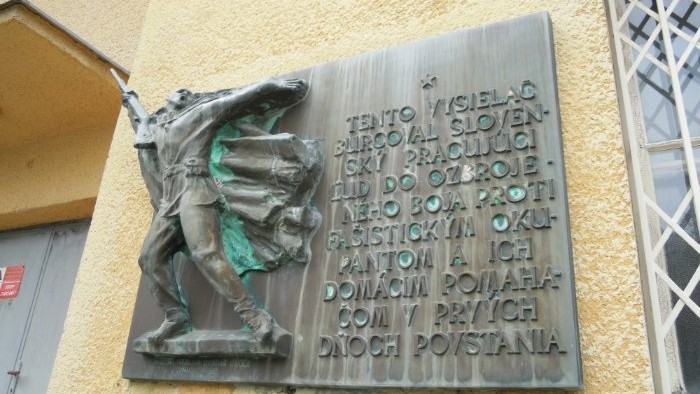 TENTO VYSIELAČ
BURCOVAL SLOVEN-
SKÝ PRACUJÚCI
ĽUD DO OZBROJE-
NÉHO BOJA PROTI
FAŠISTICKÝM OKU-
PANTOM A ICH
DOMÁCIM POMAHA-
ČOM V PRVÝCH
DŇOCH POVSTANIA